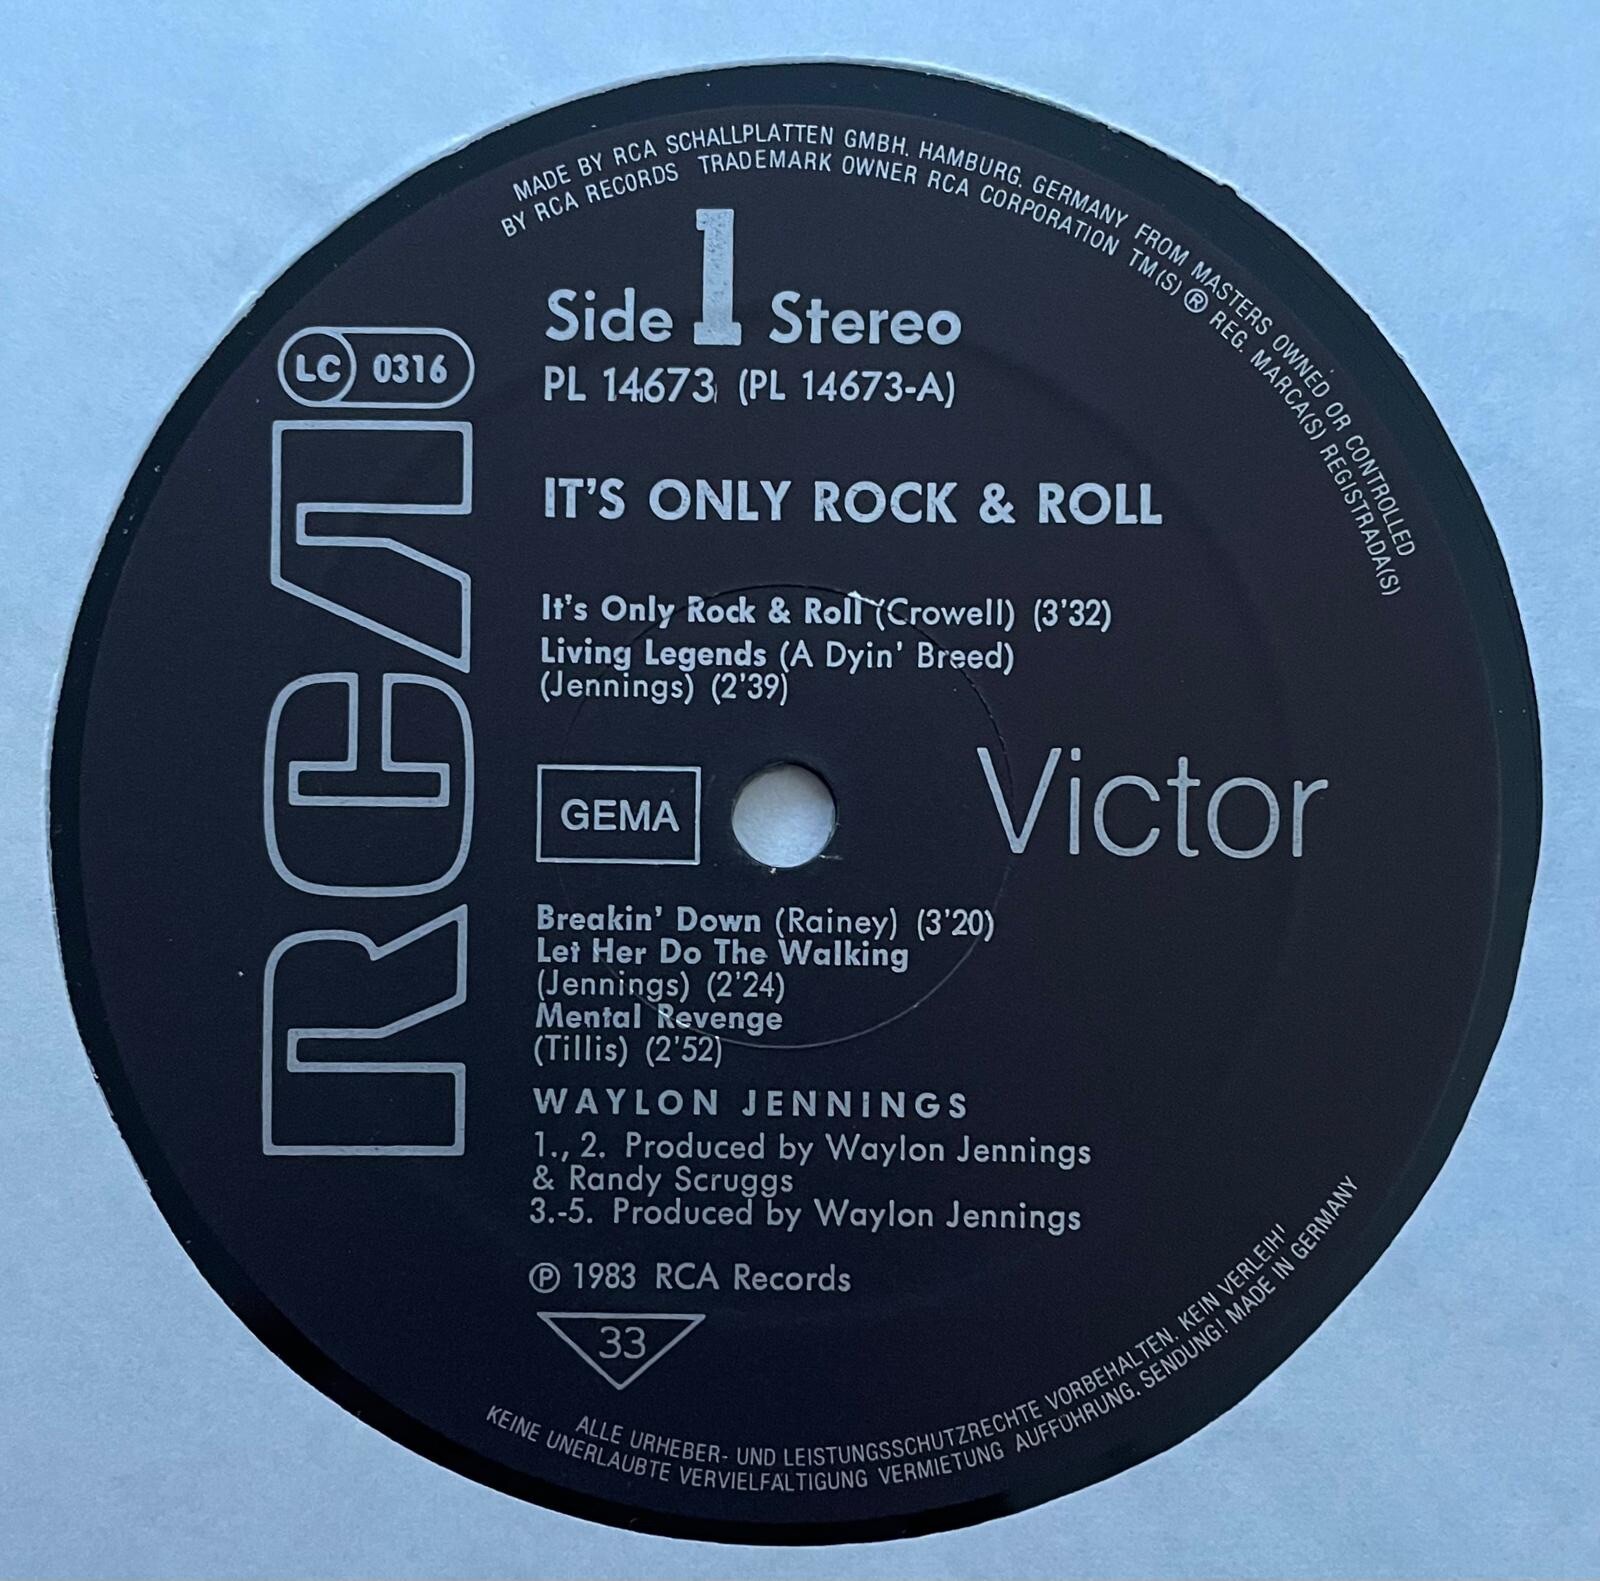 MADE BY RCA SCHALLPLATTEN GMBH. HAMBURG. GERMANY FROM MASTERS OWNED OR CONTROLLED
BY RCA RECORDS TRADEMARK OWNER RCA CORPORATION TM(S) ® REG. MARCA(S) REGISTRADA(S)
Side 1 Stereo
LC 0316
PL 14673 (PL 14673-A)
IT'S ONLY ROCK & ROLL
It's Only Rock & Roll (Crowell) (3'32)
Living Legends (A Dyin' Breed)
(Jennings) (2'39)
RCA
GEMA
Victor
Breakin' Down (Rainey) (3'20)
Let Her Do The Walking
(Jennings) (2'24)
Mental Revenge
(Tillis) (2'52)
WAYLON JENNINGS
1., 2. Produced by Waylon Jennings
& Randy Scruggs
3.-5. Produced by Waylon Jennings
℗ 1983 RCA Records
33
ALLE URHEBER- UND LEISTUNGSSCHUTZRECHTE VORBEHALTEN. KEIN VERLEIH!
KEINE UNERLAUBTE VERVIELFÄLTIGUNG VERMIETUNG AUFFÜHRUNG. SENDUNG! MADE IN GERMANY